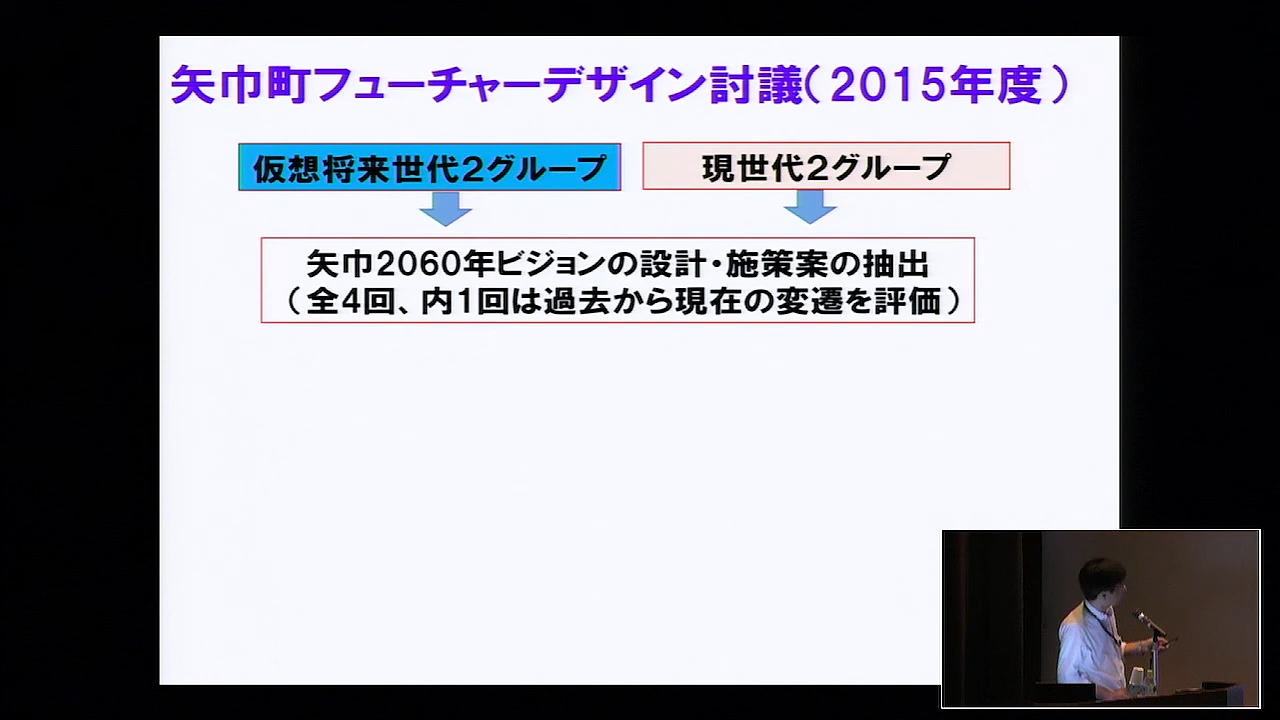 矢巾町フューチャーデザイン討議(2015年度)
仮想将来世代2グループ
現世代2グループ
矢巾2060年ビジョンの設計・施策案の抽出
(全4回、内1回は過去から現在の変遷を評価)